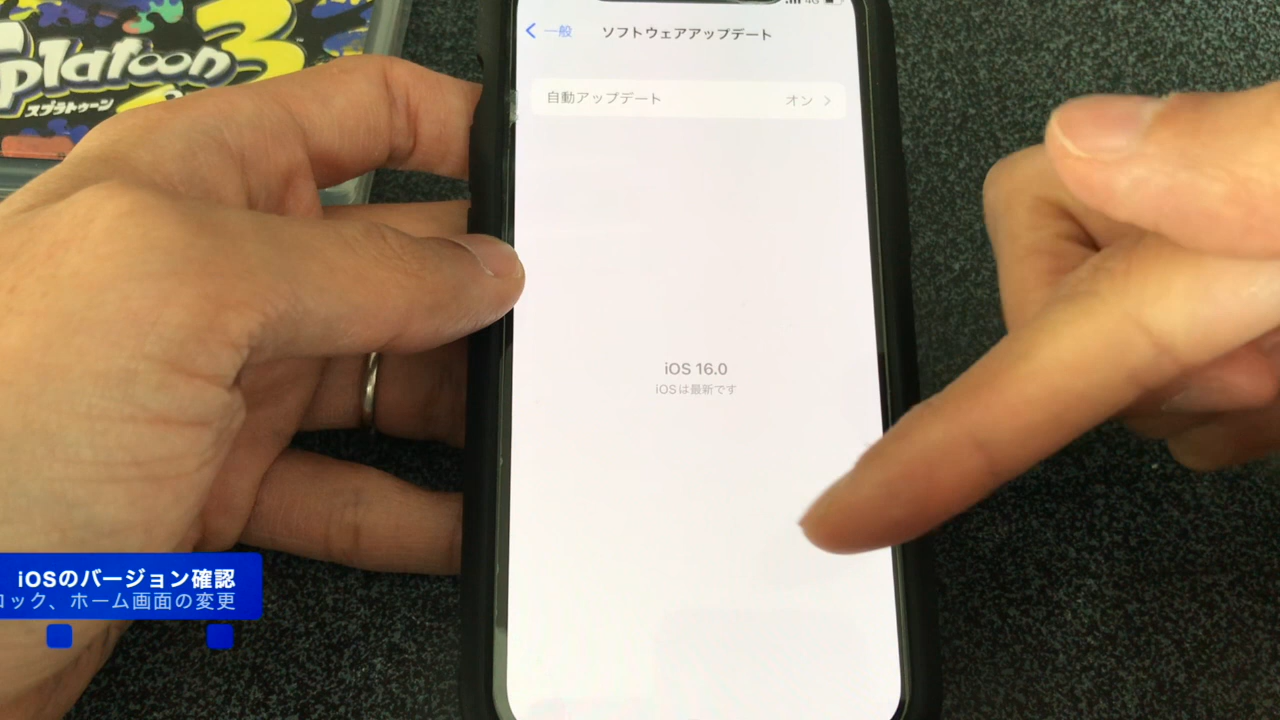 Splatoon 3
スプラトゥーン
4G
一般
ソフトウェアアップデート
自動アップデート
オン
iOS 16.0
iOSは最新です
iOSのバージョン確認
ロック、ホーム画面の変更